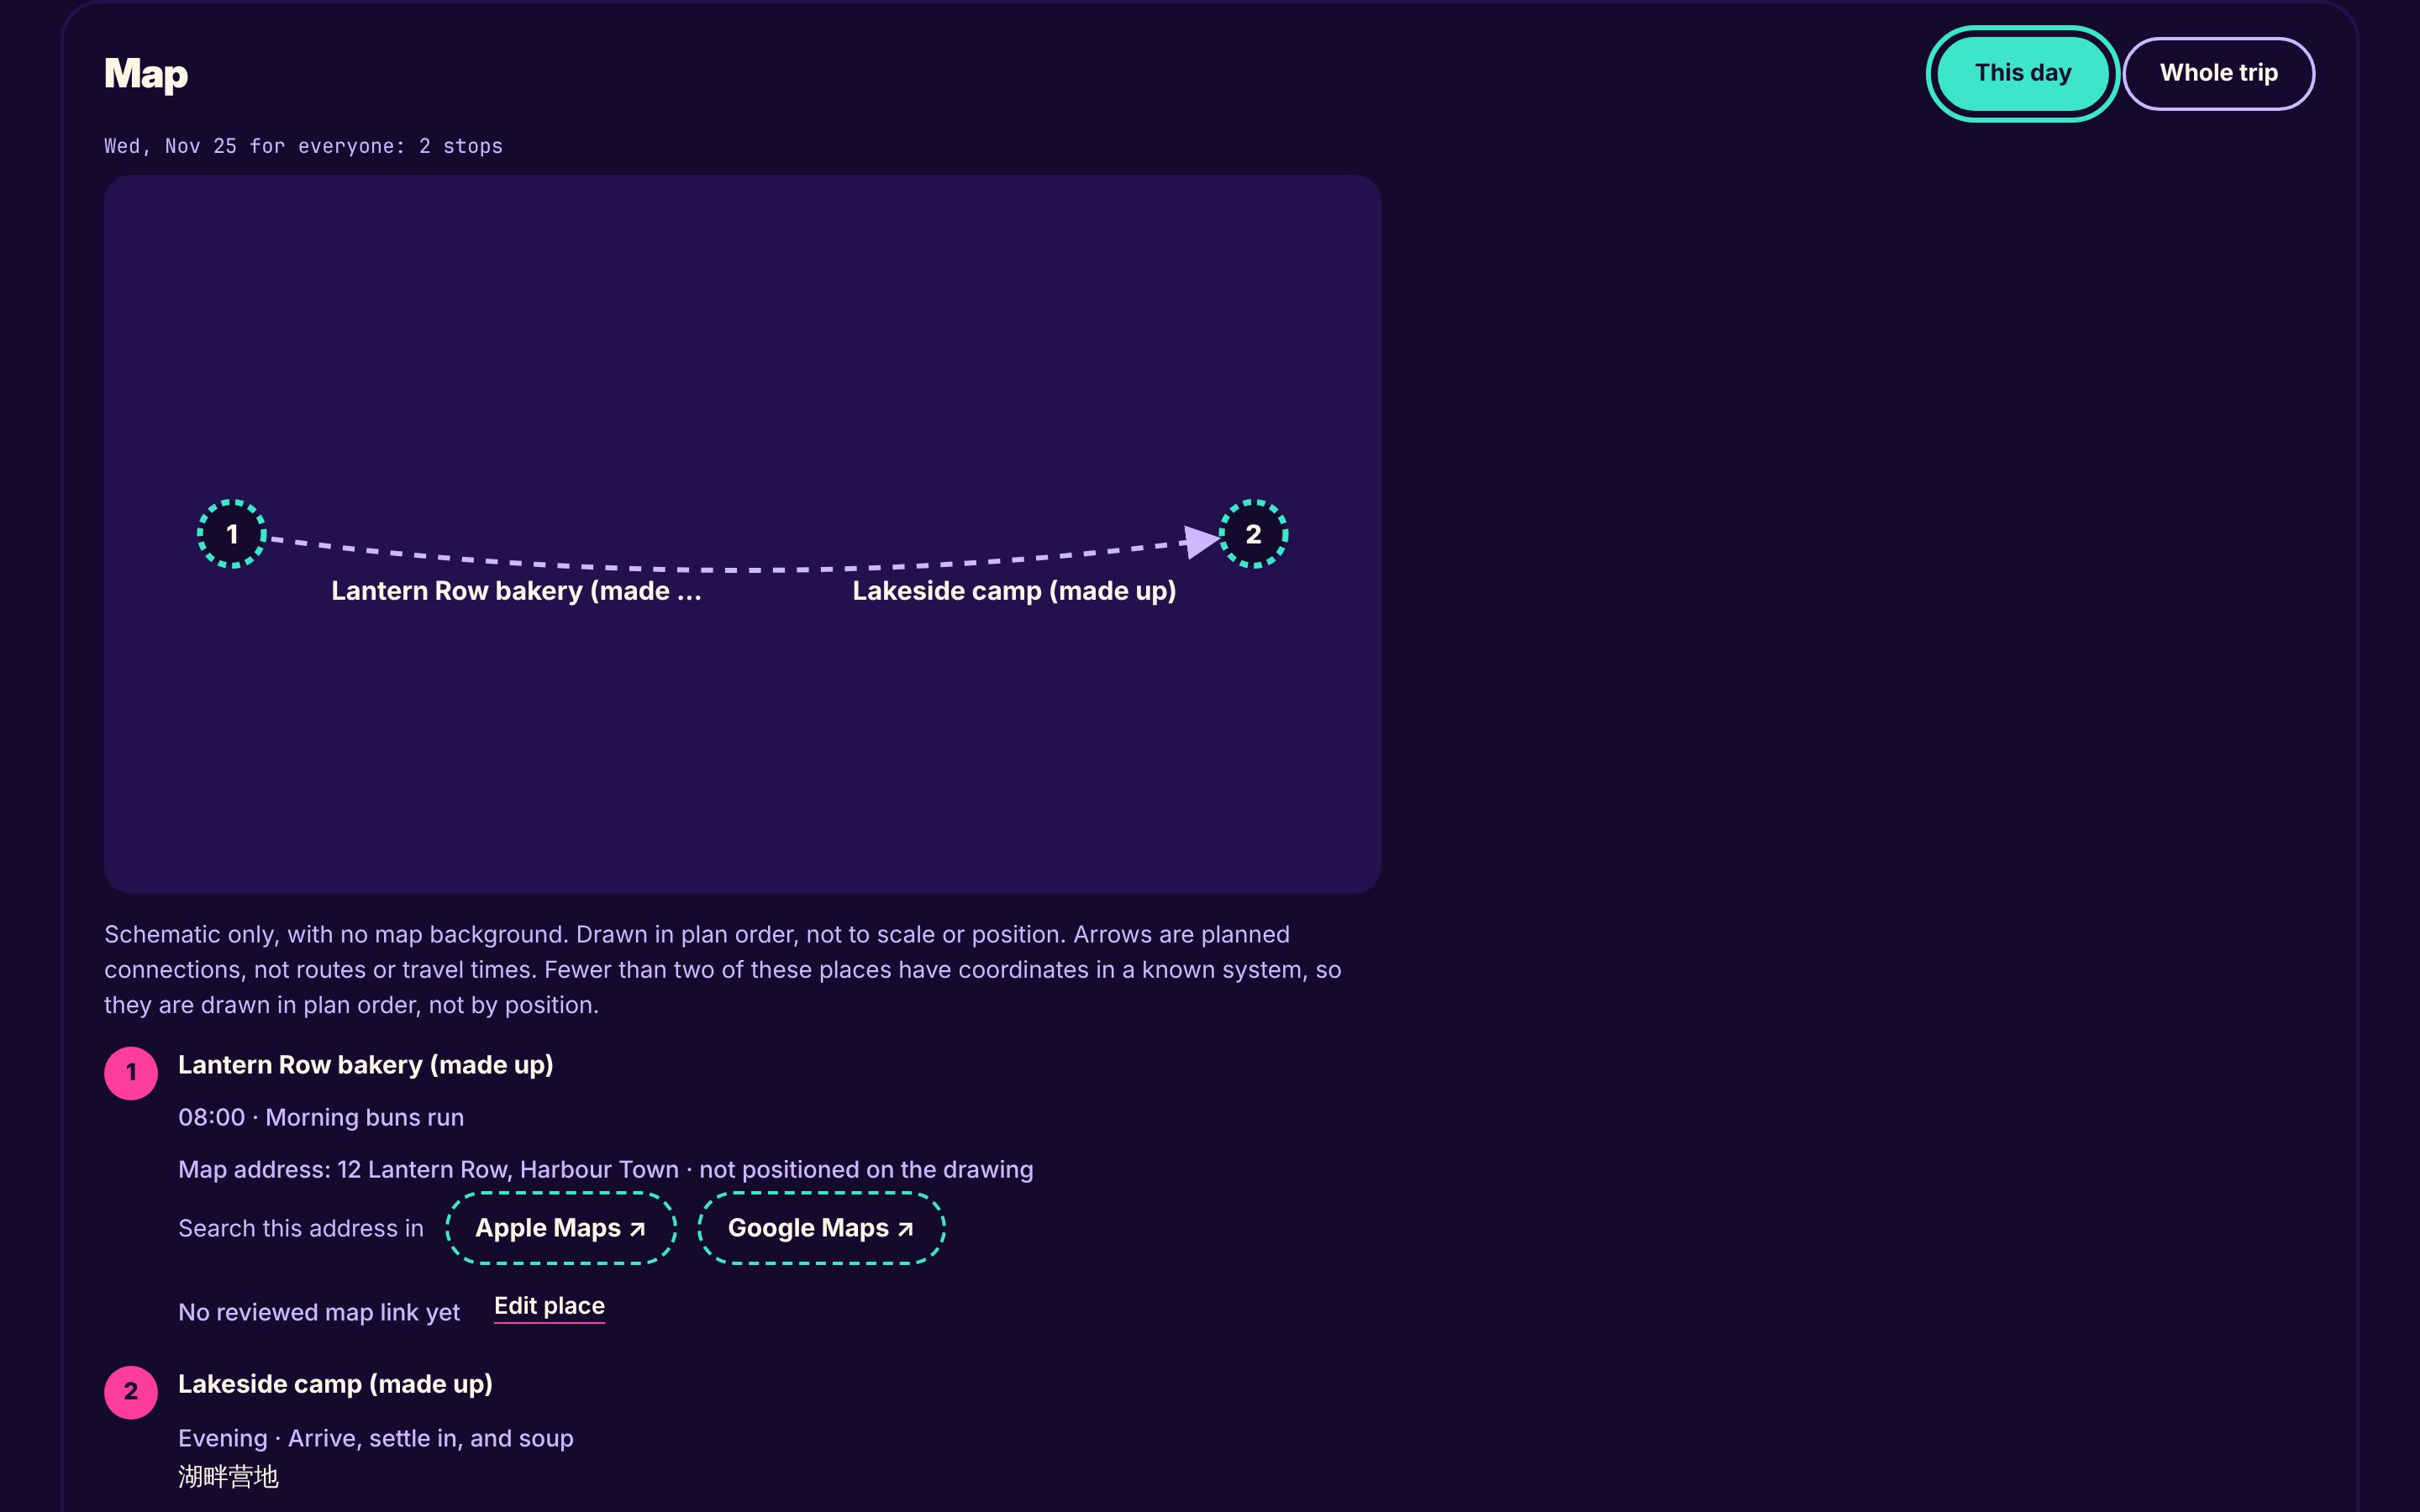 Map
This day
Whole trip
Wed, Nov 25 for everyone: 2 stops
1
2
Lantern Row bakery (made …
Lakeside camp (made up)
Schematic only, with no map background. Drawn in plan order, not to scale or position. Arrows are planned
connections, not routes or travel times. Fewer than two of these places have coordinates in a known system, so
they are drawn in plan order, not by position.
1
Lantern Row bakery (made up)
08:00 · Morning buns run
Map address: 12 Lantern Row, Harbour Town · not positioned on the drawing
Search this address in
Apple Maps ↗
Google Maps ↗
No reviewed map link yet
Edit place
2
Lakeside camp (made up)
Evening · Arrive, settle in, and soup
湖畔营地